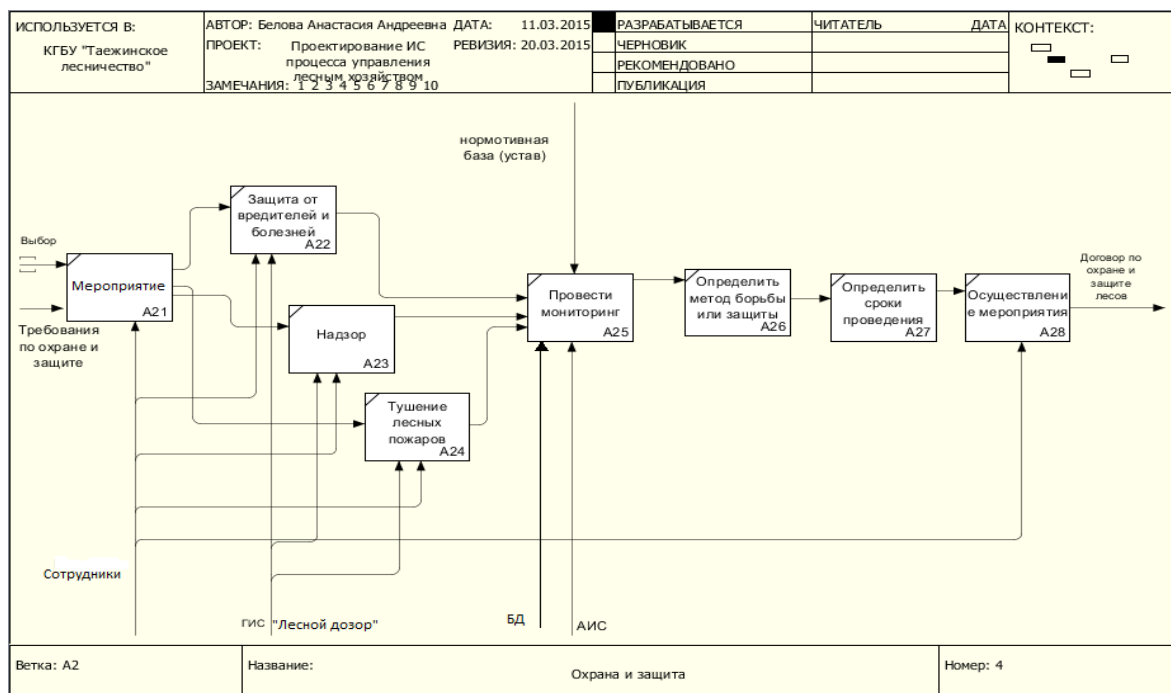 ИСПОЛЬЗУЕТСЯ В:
КГБУ "Таежинское
лесничество"
АВТОР: Белова Анастасия Андреевна
ДАТА: 11.03.2015
ПРОЕКТ: Проектирование ИС
процесса управления
лесным хозяйством
РЕВИЗИЯ: 20.03.2015
ЗАМЕЧАНИЯ: 1 2 3 4 5 6 7 8 9 10
РАЗРАБАТЫВАЕТСЯ
ЧЕРНОВИК
РЕКОМЕНДОВАНО
ПУБЛИКАЦИЯ
ЧИТАТЕЛЬ
ДАТА
КОНТЕКСТ:
нормотивная
база (устав)
Защита от
вредителей и
болезней
A22
Выбор
Мероприятие
A21
Требования
по охране и
защите
Надзор
A23
Тушение
лесных
пожаров
A24
Провести
мониторинг
A25
Определить
метод борьбы
или защиты
A26
Определить
сроки
проведения
A27
Осуществлени
е мероприятия
A28
Договор по
охране и
защите
лесов
Сотрудники
ГИС "Лесной дозор"
БД
АИС
Ветка: A2
Название:
Охрана и защита
Номер: 4